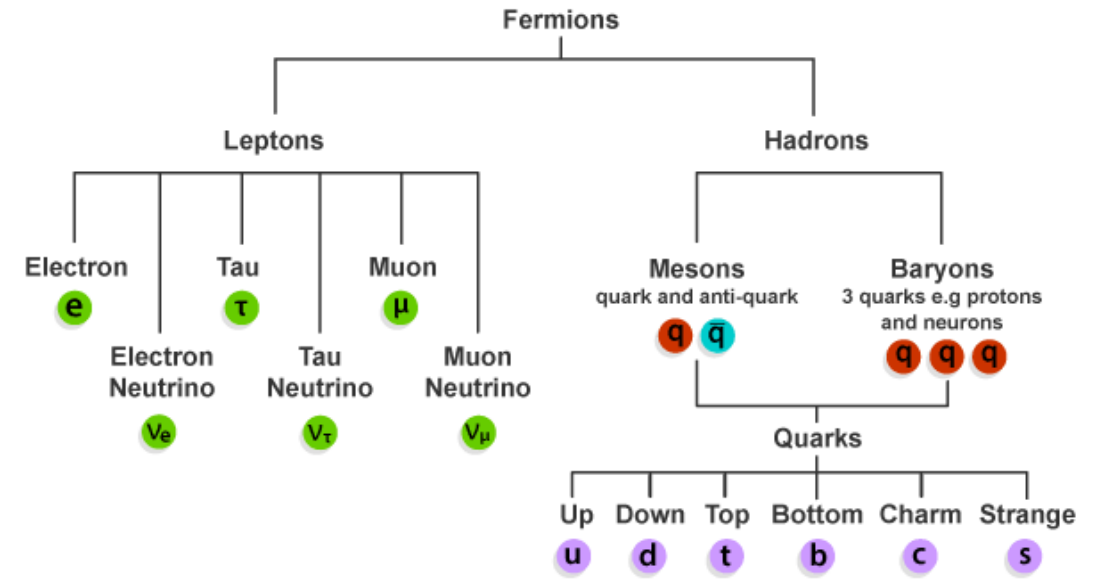 Fermions
Leptons
Hadrons
Electron
e
Tau
τ
Muon
μ
Electron
Neutrino
νe
Tau
Neutrino
ντ
Muon
Neutrino
νμ
Mesons
quark and anti-quark
q q̅
Baryons
3 quarks e.g protons
and neutrons
q q q
Quarks
Up Down Top Bottom Charm Strange
u d t b c s